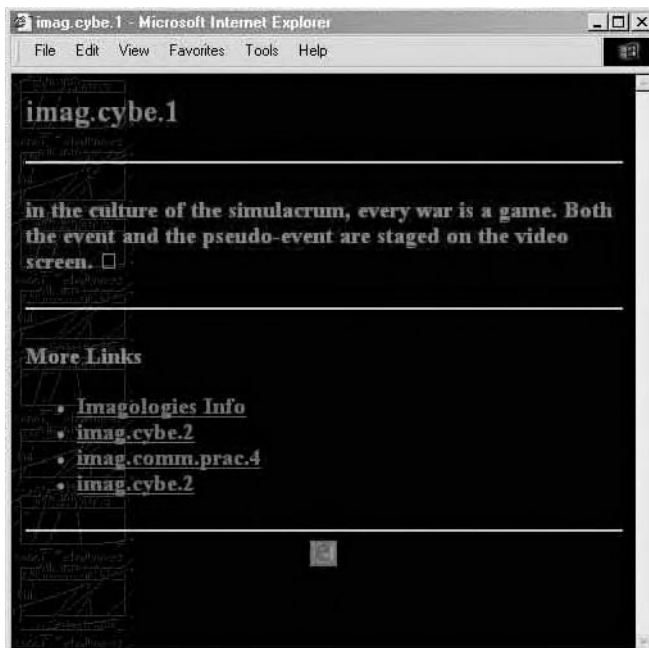 imag.cybe.1 - Microsoft Internet Explorer
File Edit View Favorites Tools Help
imag.cybe.1
in the culture of the simulacrum, every war is a game. Both
the event and the pseudo-event are staged on the video
screen. □
More Links
• Imagologies Info
• imag.cybe.2
• imag.comm.prac.4
• imag.cybe.2